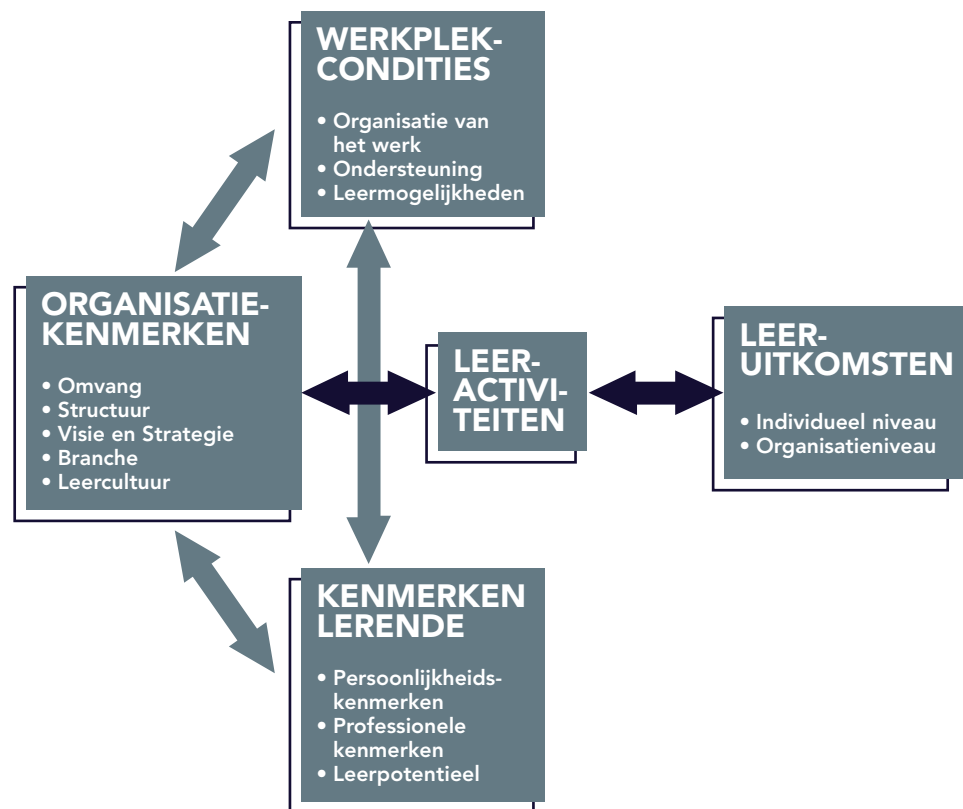 WERKPLEK-
CONDITIES
• Organisatie van
het werk
• Ondersteuning
• Leermogelijkheden
ORGANISATIE-
KENMERKEN
• Omvang
• Structuur
• Visie en Strategie
• Branche
• Leercultuur
LEER-
ACTIVI-
TEITEN
LEER-
UITKOMSTEN
• Individueel niveau
• Organisatieniveau
KENMERKEN
LERENDE
• Persoonlijkheids-
kenmerken
• Professionele
kenmerken
• Leerpotentieel